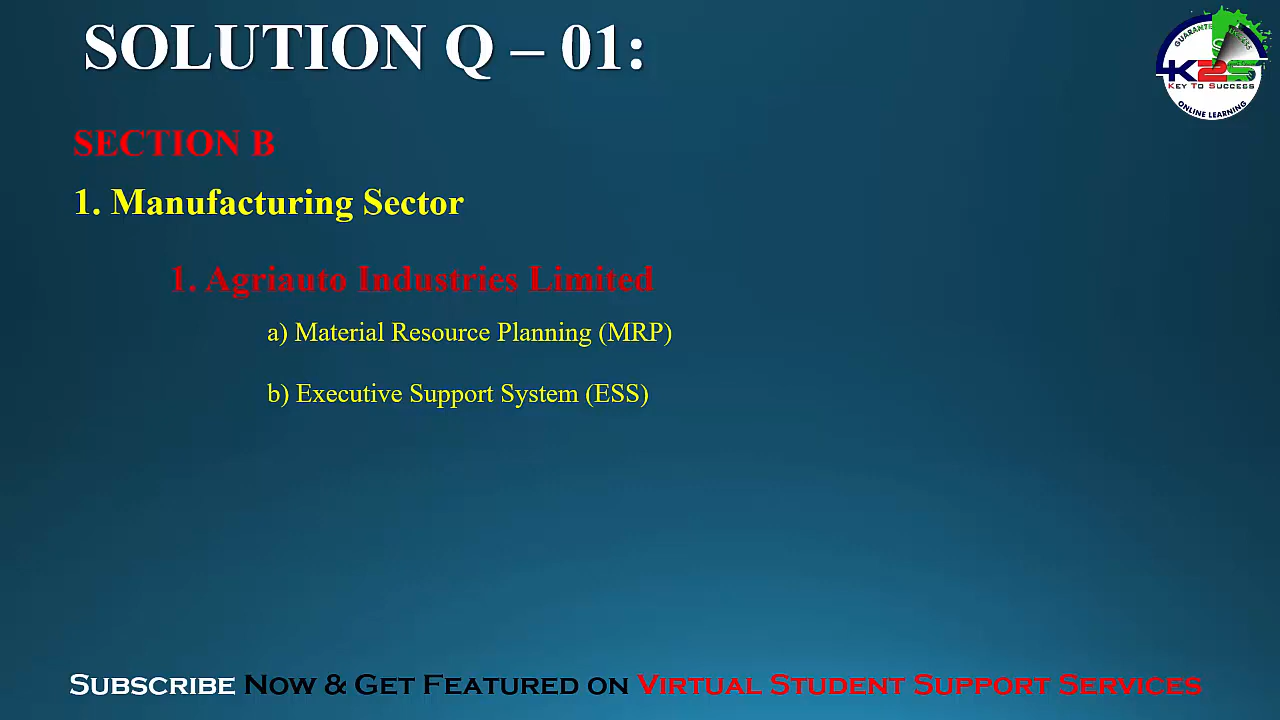 SOLUTION Q – 01:
SECTION B
1. Manufacturing Sector
1. Agriauto Industries Limited
a) Material Resource Planning (MRP)
b) Executive Support System (ESS)
K2S
KEY TO SUCCESS
ONLINE LEARNING
SUBSCRIBE NOW & GET FEATURED ON VIRTUAL STUDENT SUPPORT SERVICES